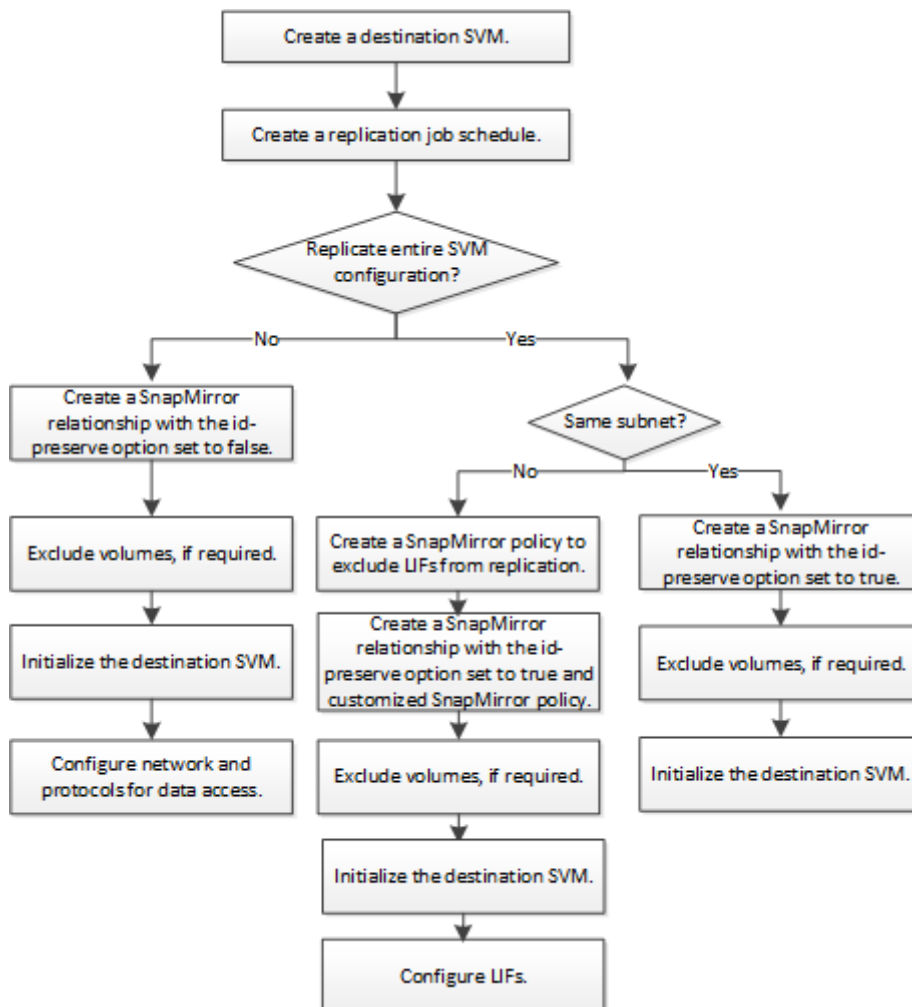 Create a destination SVM.
Create a replication job schedule.
Replicate entire SVM
configuration?
No
Yes
Create a SnapMirror
relationship with the id-
preserve option set to false.
Same subnet?
No
Yes
Exclude volumes, if required.
Create a SnapMirror policy to
exclude LIFs from replication.
Create a SnapMirror
relationship with the id-
preserve option set to true.
Initialize the destination SVM.
Create a SnapMirror
relationship with the id-
preserve option set to true and
customized SnapMirror policy.
Exclude volumes, if required.
Configure network and
protocols for data access.
Exclude volumes, if required.
Initialize the destination SVM.
Initialize the destination SVM.
Configure LIFs.